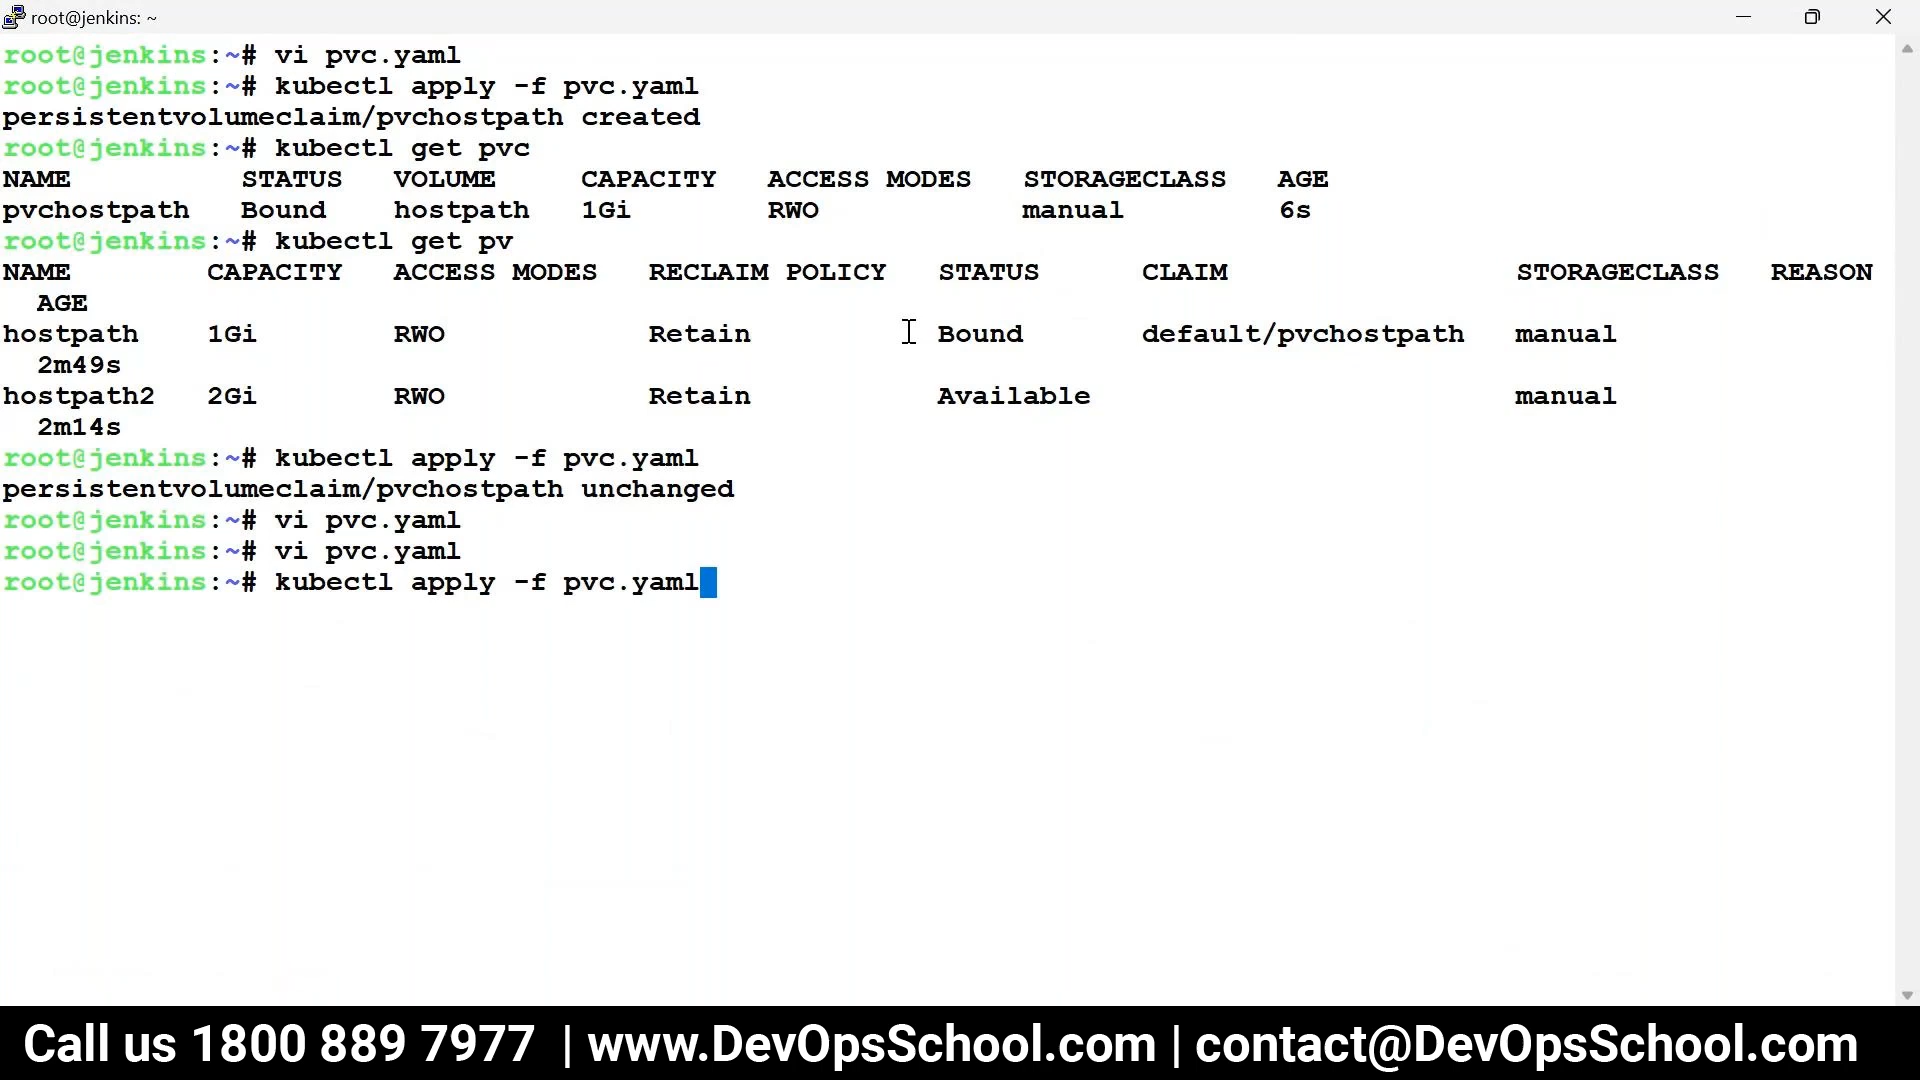 root@jenkins: ~
root@jenkins:~# vi pvc.yaml
root@jenkins:~# kubectl apply -f pvc.yaml
persistentvolumeclaim/pvchostpath created
root@jenkins:~# kubectl get pvc
NAME          STATUS   VOLUME     CAPACITY   ACCESS MODES   STORAGECLASS   AGE
pvchostpath   Bound    hostpath   1Gi        RWO            manual         6s
root@jenkins:~# kubectl get pv
NAME        CAPACITY   ACCESS MODES   RECLAIM POLICY   STATUS      CLAIM                 STORAGECLASS   REASON
  AGE
hostpath    1Gi        RWO            Retain           Bound       default/pvchostpath   manual
  2m49s
hostpath2   2Gi        RWO            Retain           Available                         manual
  2m14s
root@jenkins:~# kubectl apply -f pvc.yaml
persistentvolumeclaim/pvchostpath unchanged
root@jenkins:~# vi pvc.yaml
root@jenkins:~# vi pvc.yaml
root@jenkins:~# kubectl apply -f pvc.yaml
Call us 1800 889 7977 | www.DevOpsSchool.com | contact@DevOpsSchool.com